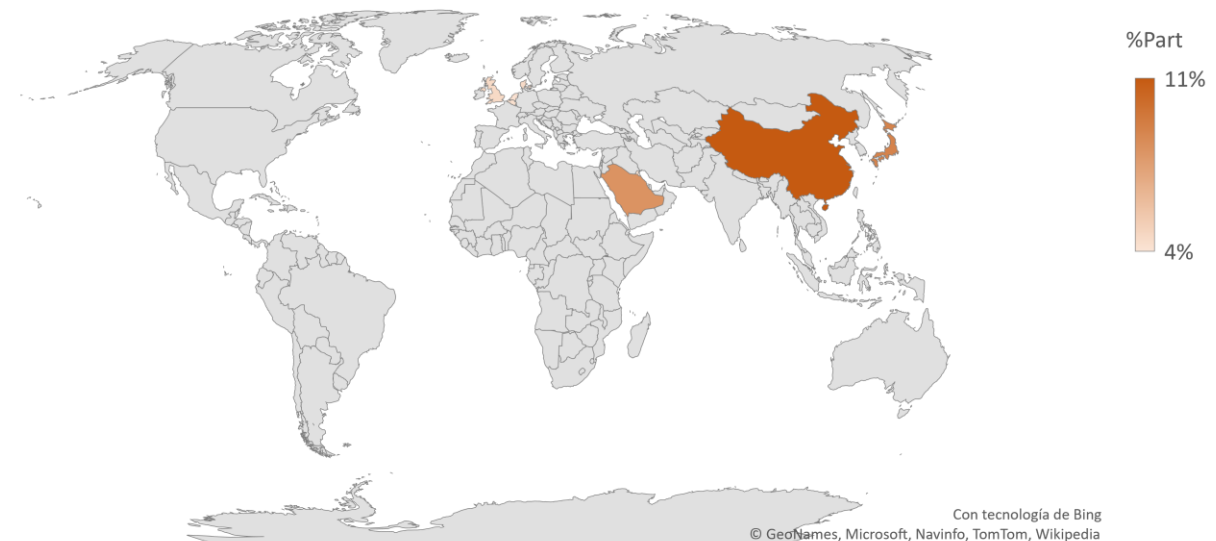 %Part
11%
4%
Con tecnología de Bing
© GeoNames, Microsoft, Navinfo, TomTom, Wikipedia